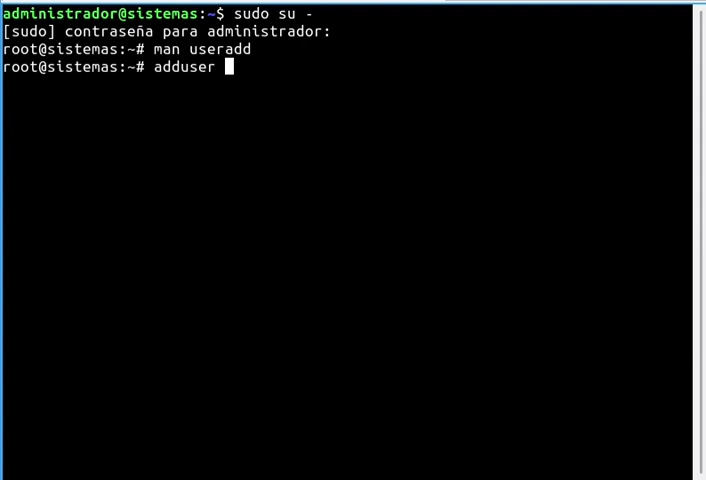 administrador@sistemas:~$ sudo su -
[sudo] contraseña para administrador:
root@sistemas:~# man useradd
root@sistemas:~# adduser